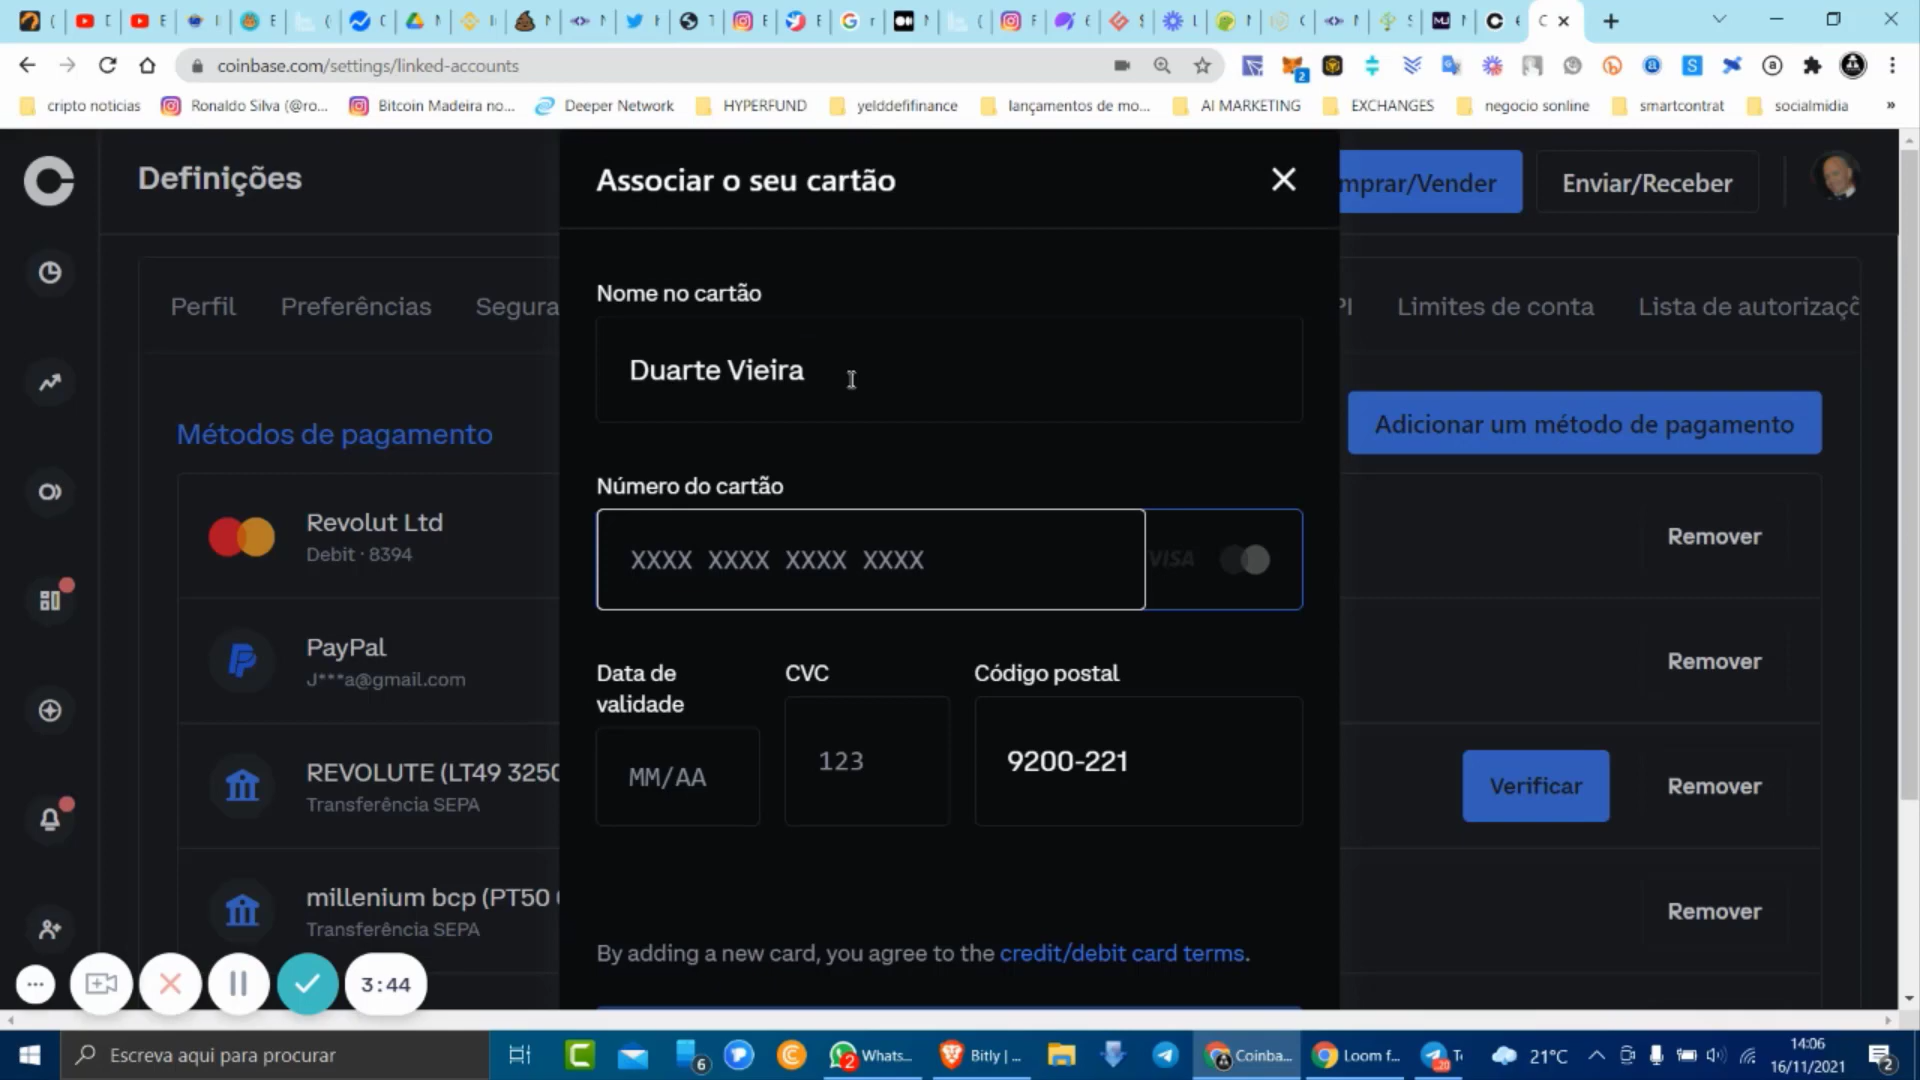 coinbase.com/settings/linked-accounts
cripto noticias
Ronaldo Silva (@ro...
Bitcoin Madeira no...
Deeper Network
HYPERFUND
yelddefifinance
lançamentos de mo...
AI MARKETING
EXCHANGES
negocio sonline
smartcontrat
socialmidia
»
Definições
Associar o seu cartão
mprar/Vender
Enviar/Receber
Perfil
Preferências
Segura
PI
Limites de conta
Lista de autorizaçõ
Nome no cartão
Duarte Vieira
Métodos de pagamento
Adicionar um método de pagamento
Número do cartão
XXXX XXXX XXXX XXXX
VISA
Revolut Ltd
Debit · 8394
Remover
PayPal
J***a@gmail.com
Remover
Data de
validade
CVC
Código postal
MM/AA
123
9200-221
REVOLUTE (LT49 3250
Transferência SEPA
Verificar
Remover
millenium bcp (PT50
Transferência SEPA
Remover
By adding a new card, you agree to the credit/debit card terms.
3:44
Escreva aqui para procurar
6
2
Whats...
Bitly | ...
Coinba...
Loom f...
20
21°C
14:06
16/11/2021
2